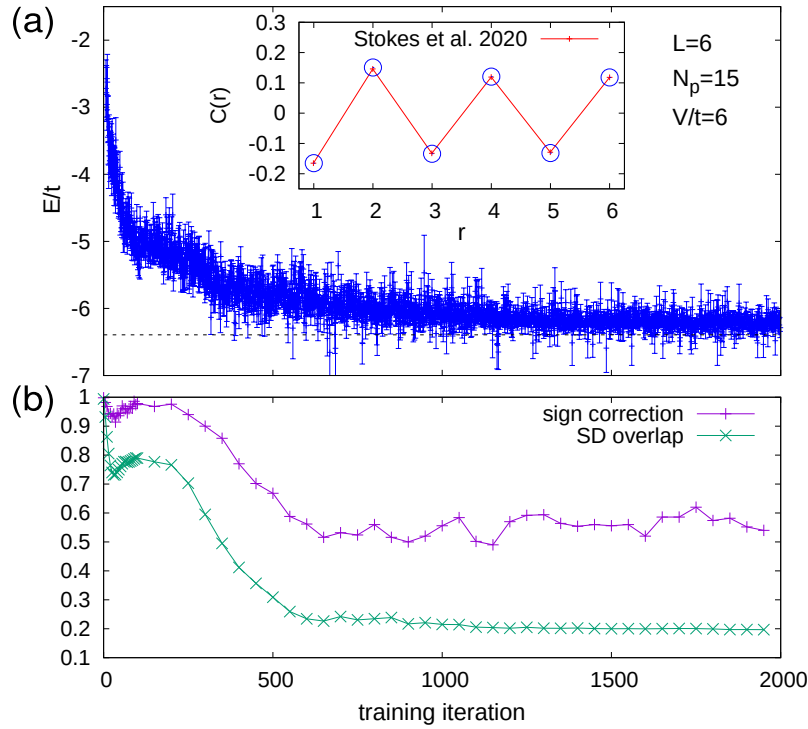 (a)
E/t
-2
-3
-4
-5
-6
-7
C(r)
0.3
0.2
0.1
0
-0.1
-0.2
Stokes et al. 2020
1 2 3 4 5 6
r
L=6
Np=15
V/t=6
(b)
1
0.9
0.8
0.7
0.6
0.5
0.4
0.3
0.2
0.1
sign correction
SD overlap
0 500 1000 1500 2000
training iteration